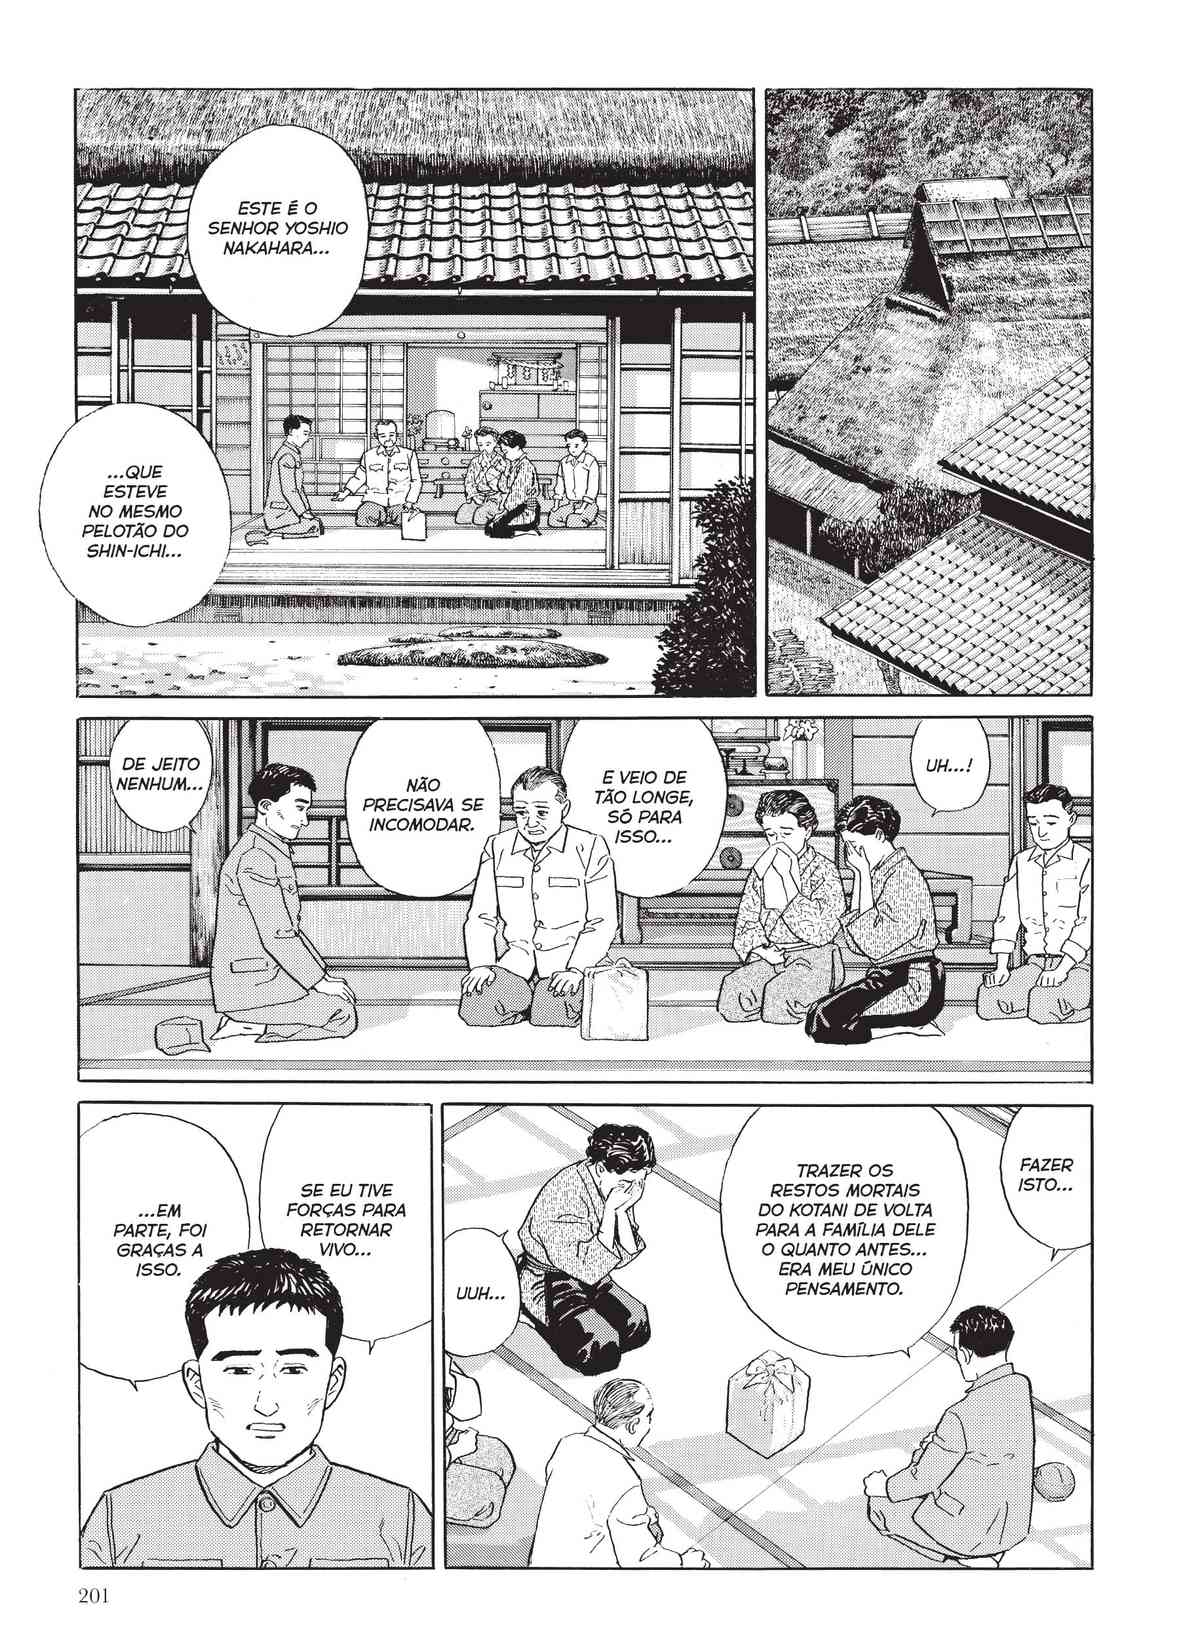 ESTE É O
SENHOR YOSHIO
NAKAHARA...
...QUE
ESTEVE
NO MESMO
PELOTÃO DO
SHIN-ICHI...
UH...!
E VEIO DE
TÃO LONGE,
SÓ PARA
ISSO...
NÃO
PRECISAVA SE
INCOMODAR.
DE JEITO
NENHUM...
FAZER
ISTO...
TRAZER OS
RESTOS MORTAIS
DO KOTANI DE VOLTA
PARA A FAMÍLIA DELE
O QUANTO ANTES...
ERA MEU ÚNICO
PENSAMENTO.
UUH...
SE EU TIVE
FORÇAS PARA
RETORNAR
VIVO...
...EM
PARTE, FOI
GRAÇAS A
ISSO.
201